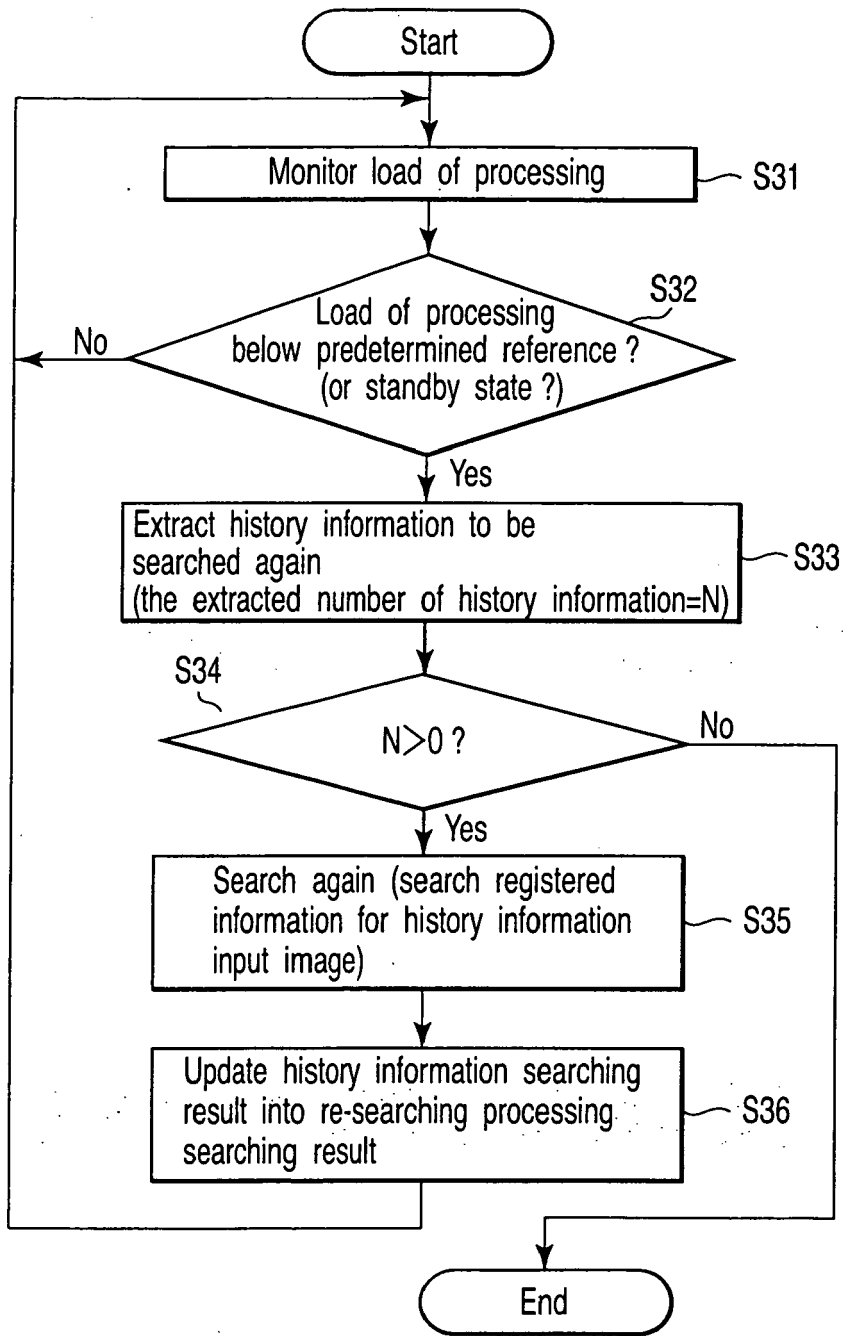 Start
Monitor load of processing
S31
S32
Load of processing
below predetermined reference ?
(or standby state ?)
No
Yes
Extract history information to be
searched again
(the extracted number of history information=N)
S33
S34
N>0 ?
No
Yes
Search again (search registered
information for history information
input image)
S35
Update history information searching
result into re-searching processing
searching result
S36
End